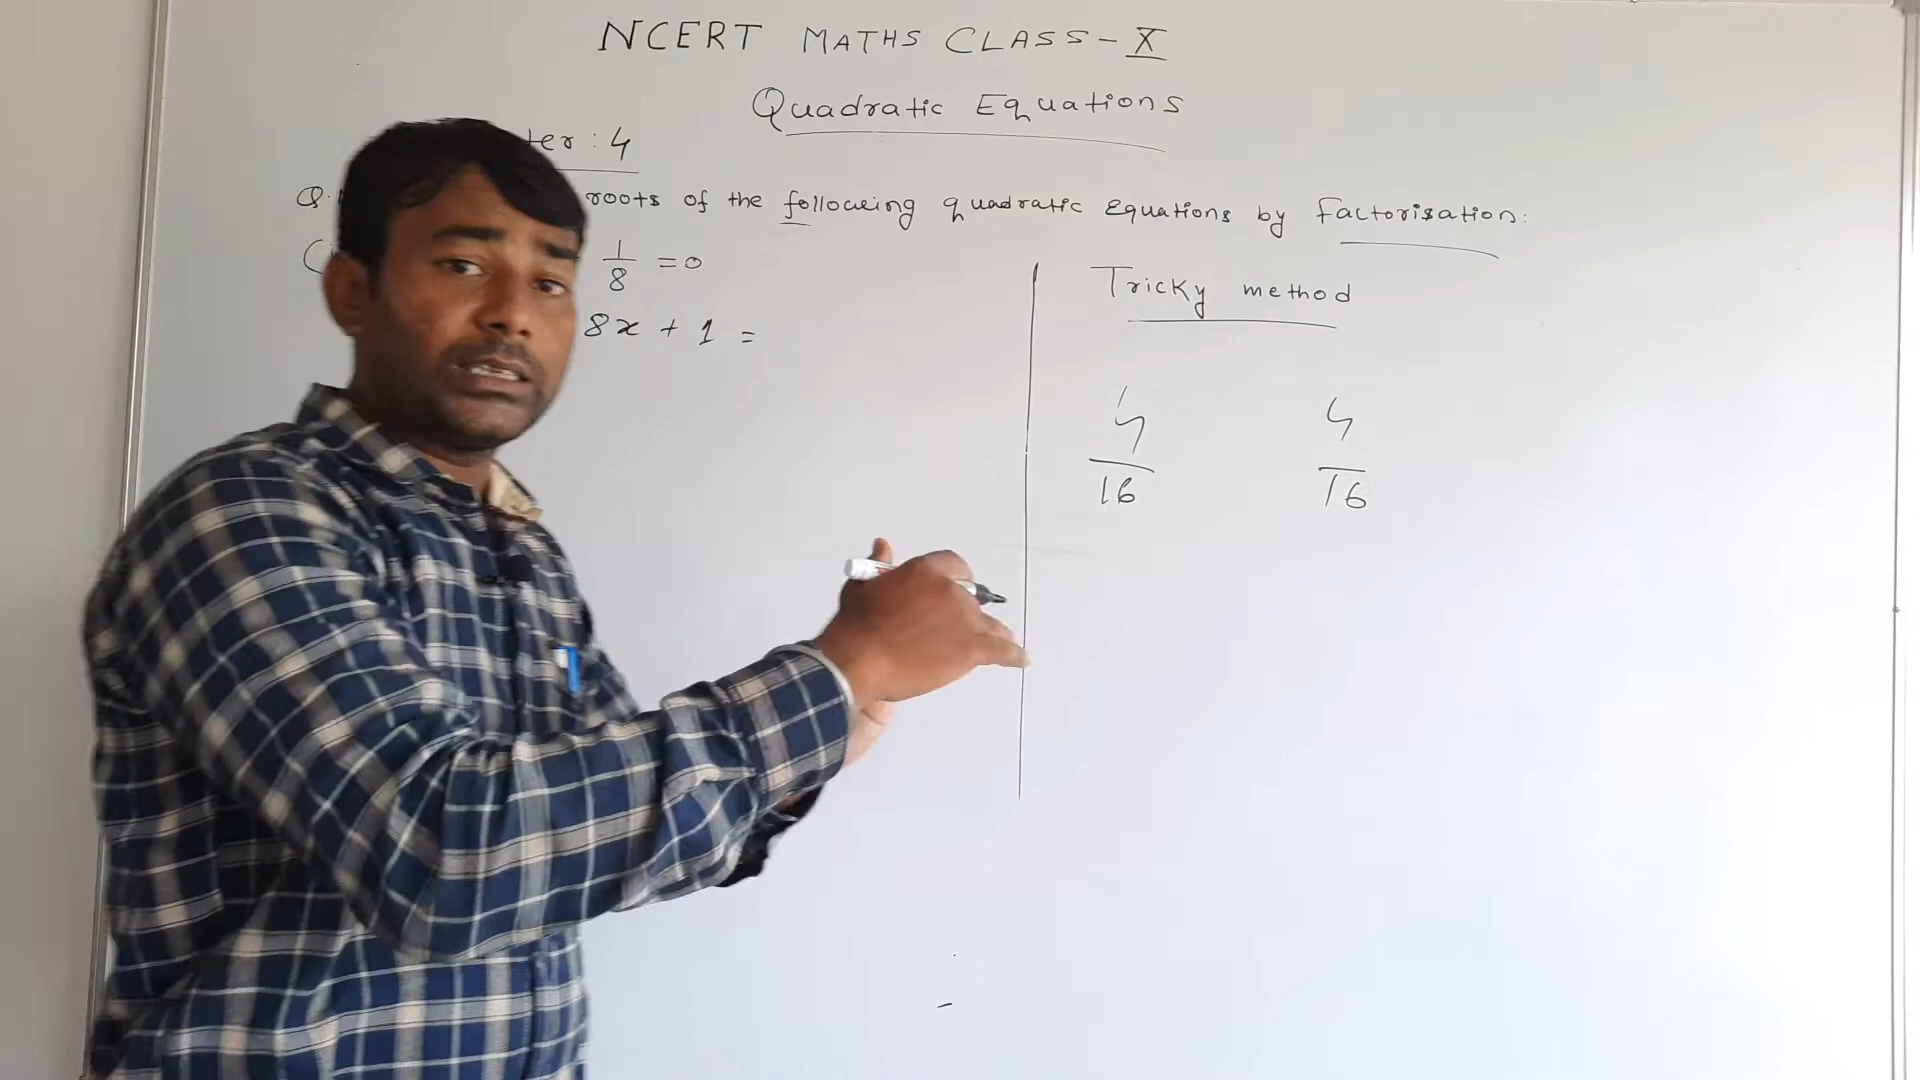 NCERT MATHS CLASS - X
Quadratic Equations
ter : 4
Q. roots of the following quadratic Equations by Factorisation:
( 1/8 = 0
8x + 1 =
Tricky method
4/16 4/16